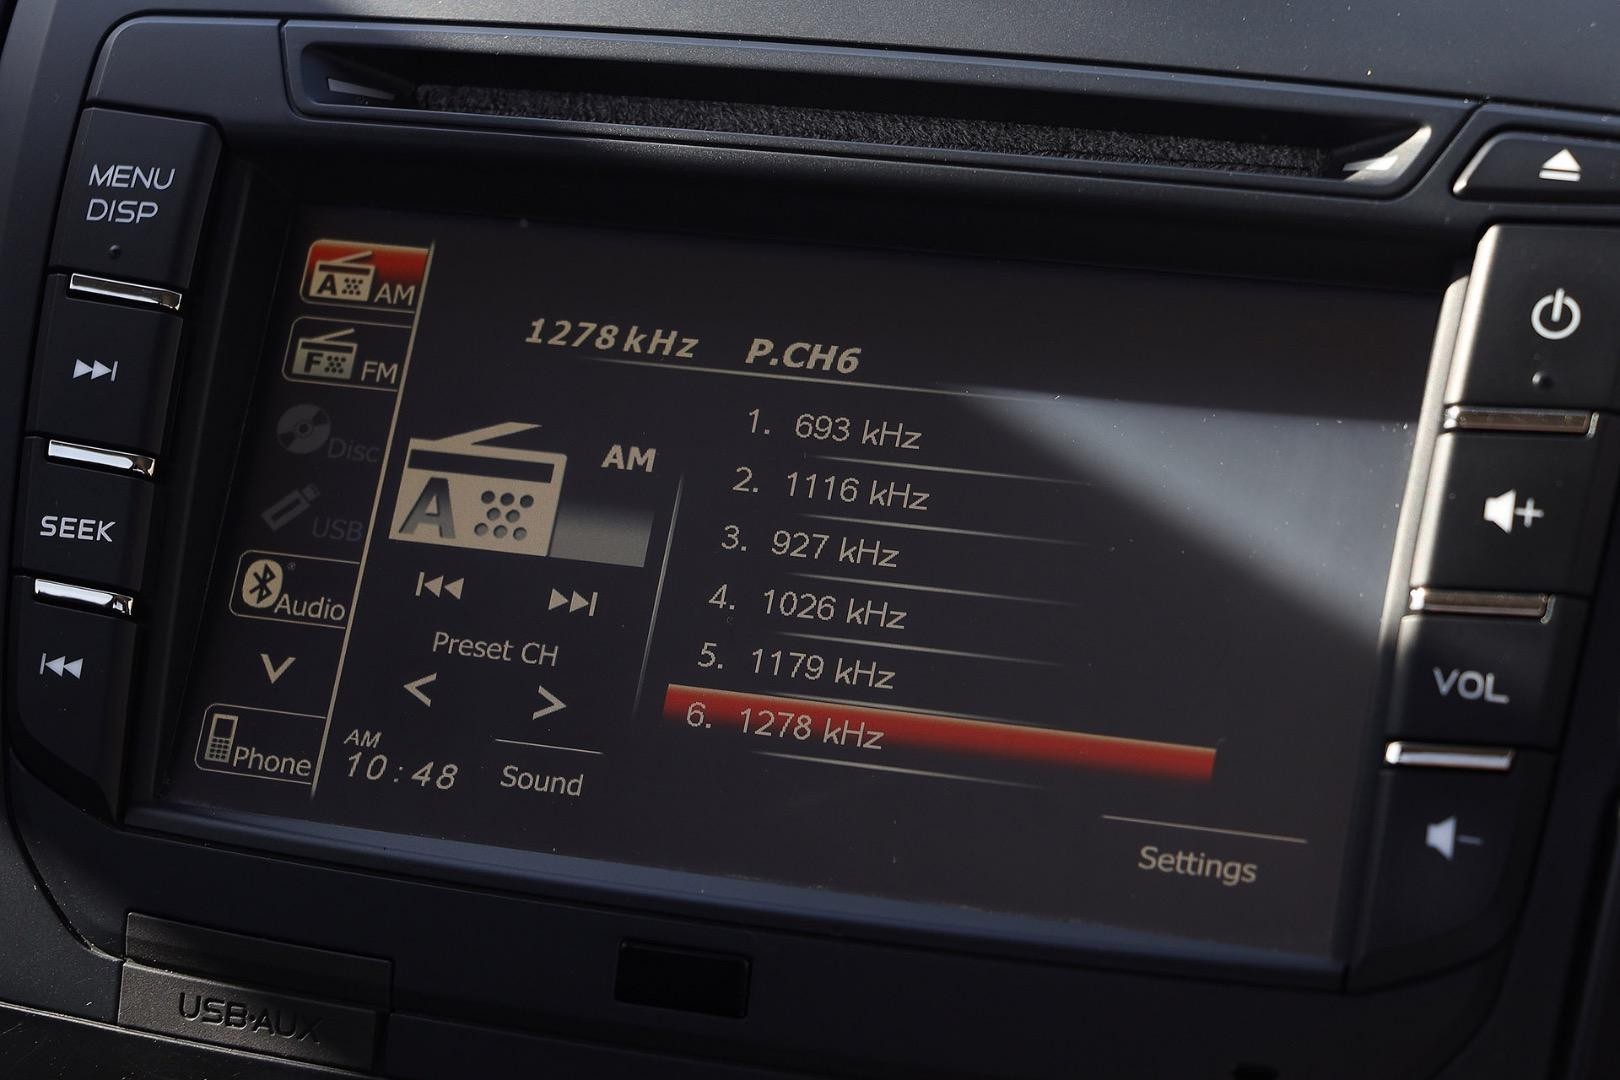 MENU
DISP
SEEK
A AM
F FM
Disc
USB
Audio
Phone
1278 kHz P.CH6
A
AM
Preset CH
< >
AM
10:48
Sound
1. 693 kHz
2. 1116 kHz
3. 927 kHz
4. 1026 kHz
5. 1179 kHz
6. 1278 kHz
Settings
+
VOL
-
USB·AUX